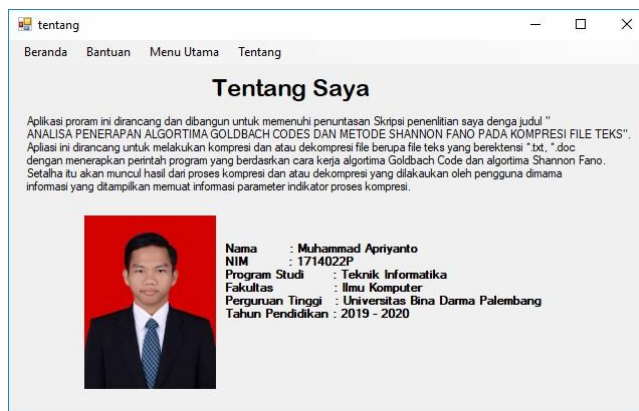 tentang
Beranda Bantuan Menu Utama Tentang
Tentang Saya
Aplikasi proram ini dirancang dan dibangun untuk memenuhi penuntasan Skripsi penenlitian saya denga judul "
ANALISA PENERAPAN ALGORTIMA GOLDBACH CODES DAN METODE SHANNON FANO PADA KOMPRESI FILE TEKS".
Apliasi ini dirancang untuk melakukan kompresi dan atau dekompresi file berupa file teks yang berektensi *.txt, *.doc
dengan menerapkan perintah program yang berdasrkan cara kerja algortima Goldbach Code dan algortima Shannon Fano.
Setalha itu akan muncul hasil dari proses kompresi dan atau dekompresi yang dilakaukan oleh pengguna dimama
informasi yang ditampilkan memuat informasi parameter indikator proses kompresi.
Nama : Muhammad Apriyanto
NIM : 1714022P
Program Studi : Teknik Informatika
Fakultas : Ilmu Komputer
Perguruan Tinggi : Universitas Bina Darma Palembang
Tahun Pendidikan : 2019 - 2020